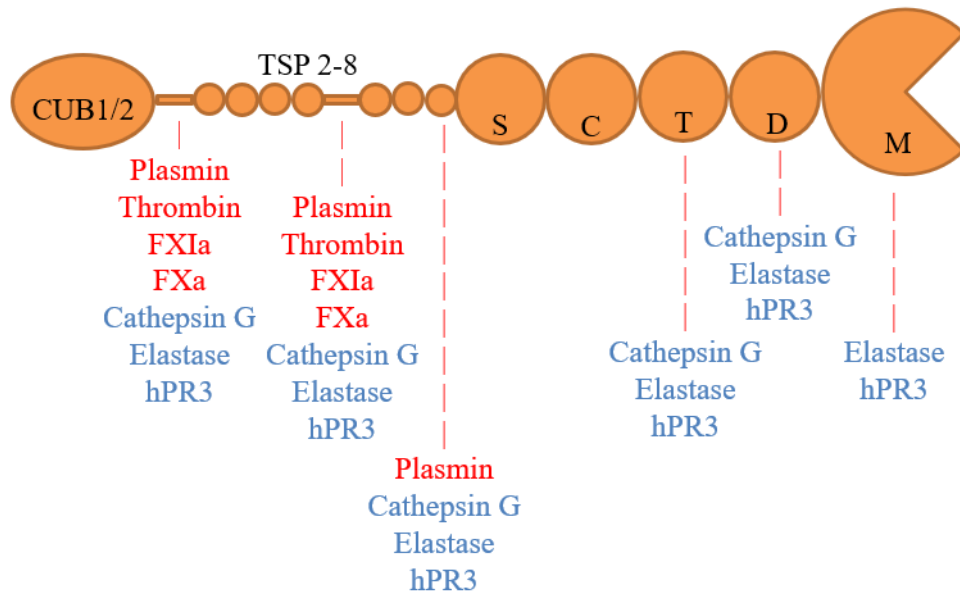 TSP 2-8
CUB1/2
S
C
T
D
M
Plasmin
Thrombin
FXIa
FXa
Cathepsin G
Elastase
hPR3
Plasmin
Thrombin
FXIa
FXa
Cathepsin G
Elastase
hPR3
Plasmin
Cathepsin G
Elastase
hPR3
Cathepsin G
Elastase
hPR3
Cathepsin G
Elastase
hPR3
Elastase
hPR3